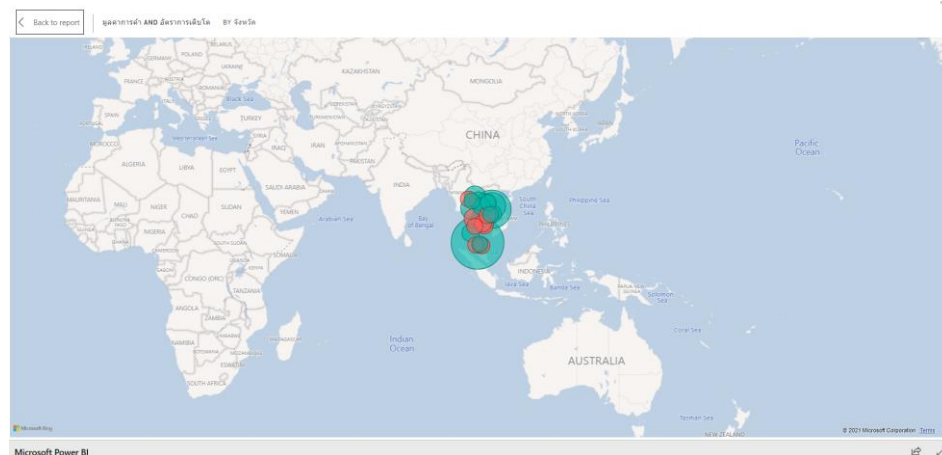 Back to report
มูลค่าการค้า AND อัตราการเติบโต BY จังหวัด
POLAND
BELARUS
UKRAINE
GERMANY
FRANCE
ROMANIA
KAZAKHSTAN
MONGOLIA
SPAIN
Black Sea
TURKEY
Mediterranean Sea
MOROCCO
SYRIA
IRAQ
IRAN
AFGHANISTAN
PAKISTAN
CHINA
Pacific
Ocean
ALGERIA
LIBYA
EGYPT
SAUDI ARABIA
INDIA
MAURITANIA
MALI
NIGER
CHAD
SUDAN
YEMEN
Arabian Sea
Bay
of Bengal
South
China
Sea
Philippine Sea
NIGERIA
SOUTH SUDAN
SOMALIA
GABON
CONGO (DRC)
KENYA
TANZANIA
INDONESIA
Java Sea
Banda Sea
PAPUA NEW
GUINEA
Solomon
Sea
ANGOLA
ZAMBIA
NAMIBIA
BOTSWANA
MADAGASCAR
ESWATINI
SOUTH AFRICA
Indian
Ocean
Coral Sea
AUSTRALIA
Tasman Sea
NEW ZEALAND
Microsoft Bing
© 2021 Microsoft Corporation Terms
Microsoft Power BI